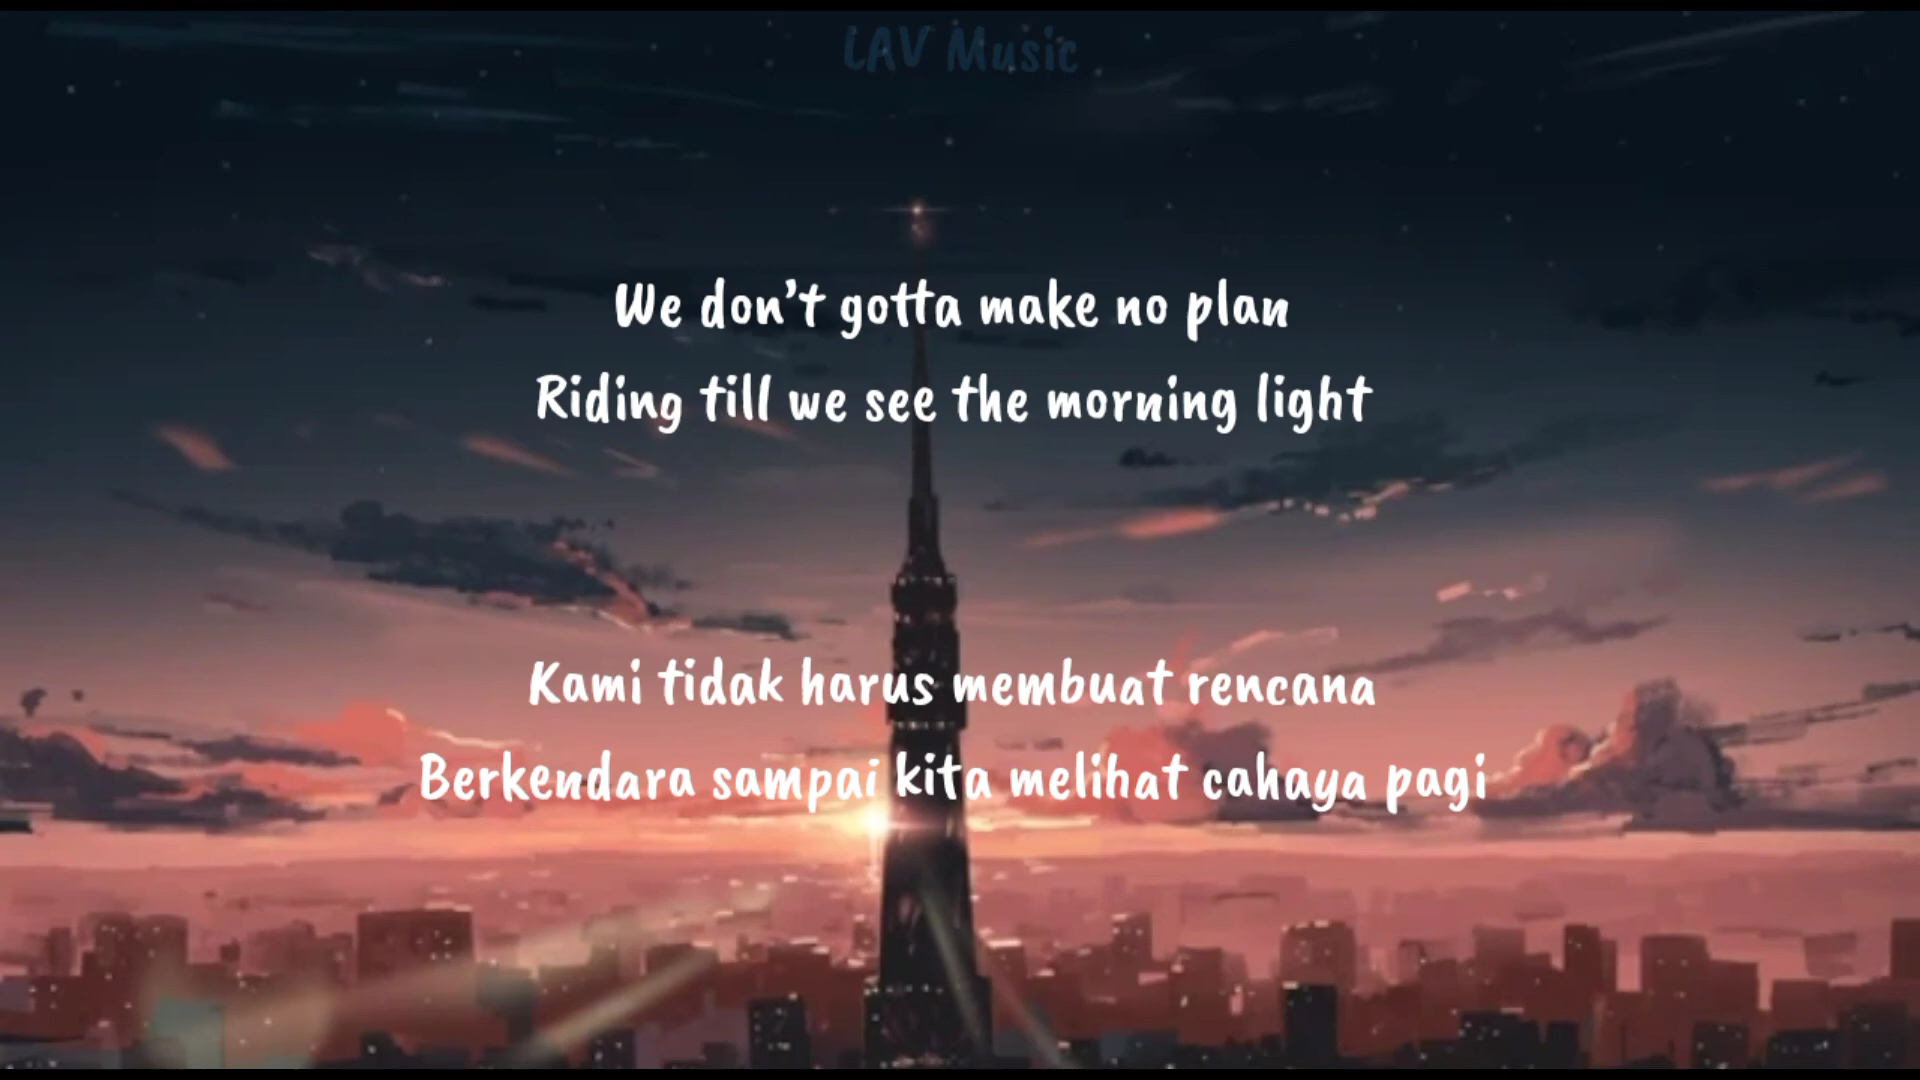 LAV Music
We don’t gotta make no plan
Riding till we see the morning light
Kami tidak harus membuat rencana
Berkendara sampai kita melihat cahaya pagi